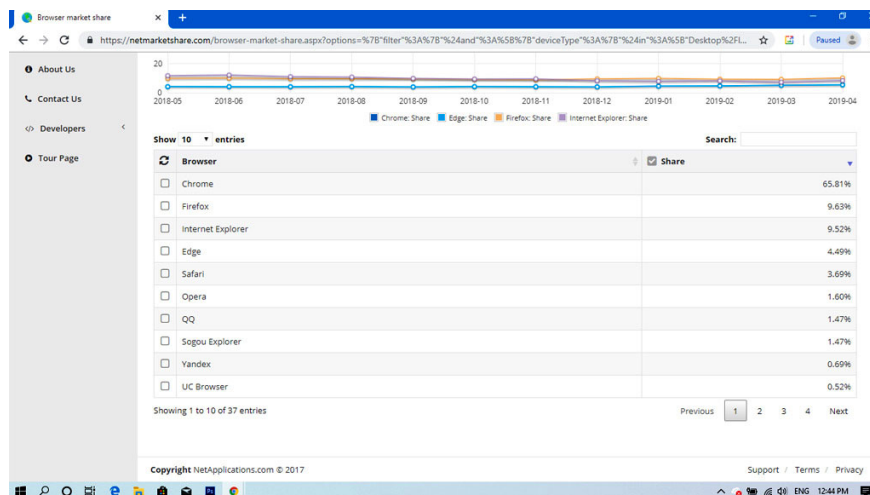 Browser market share
https://netmarketshare.com/browser-market-share.aspx?options=%7B"filter"%3A%7B"%24and"%3A%5B%7B"deviceType"%3A%7B"%24in"%3A%5B"Desktop%2Fl... Paused
About Us
Contact Us
Developers
Tour Page
20
0
2018-05 2018-06 2018-07 2018-08 2018-09 2018-10 2018-11 2018-12 2019-01 2019-02 2019-03 2019-04
Chrome: Share Edge: Share Firefox: Share Internet Explorer: Share
Show 10 entries Search:
Browser Share
Chrome 65.81%
Firefox 9.63%
Internet Explorer 9.52%
Edge 4.49%
Safari 3.69%
Opera 1.60%
QQ 1.47%
Sogou Explorer 1.47%
Yandex 0.69%
UC Browser 0.52%
Showing 1 to 10 of 37 entries Previous 1 2 3 4 Next
Copyright NetApplications.com © 2017 Support / Terms / Privacy
ENG 12:44 PM